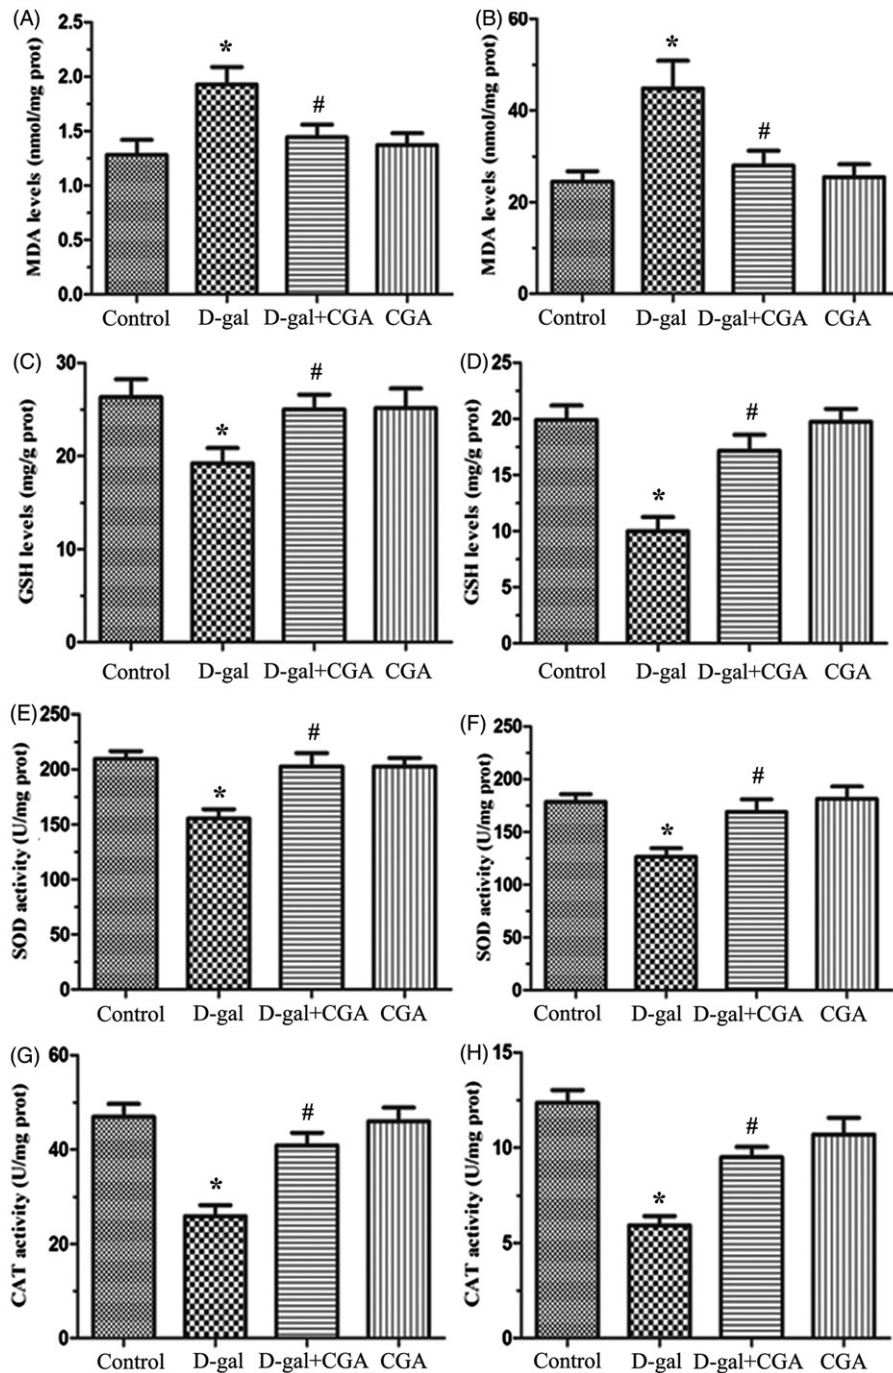 (A)
MDA levels (nmol/mg prot)
2.5
2.0
1.5
1.0
0.5
0.0
*
#
Control D-gal D-gal+CGA CGA
(B)
MDA levels (nmol/mg prot)
60
40
20
0
*
#
Control D-gal D-gal+CGA CGA
(C)
GSH levels (mg/g prot)
30
20
10
0
*
#
Control D-gal D-gal+CGA CGA
(D)
GSH levels (mg/g prot)
25
20
15
10
5
0
*
#
Control D-gal D-gal+CGA CGA
(E)
SOD activity (U/mg prot)
250
200
150
100
50
0
*
#
Control D-gal D-gal+CGA CGA
(F)
SOD activity (U/mg prot)
250
200
150
100
50
0
*
#
Control D-gal D-gal+CGA CGA
(G)
CAT activity (U/mg prot)
60
40
20
0
*
#
Control D-gal D-gal+CGA CGA
(H)
CAT activity (U/mg prot)
15
10
5
0
*
#
Control D-gal D-gal+CGA CGA